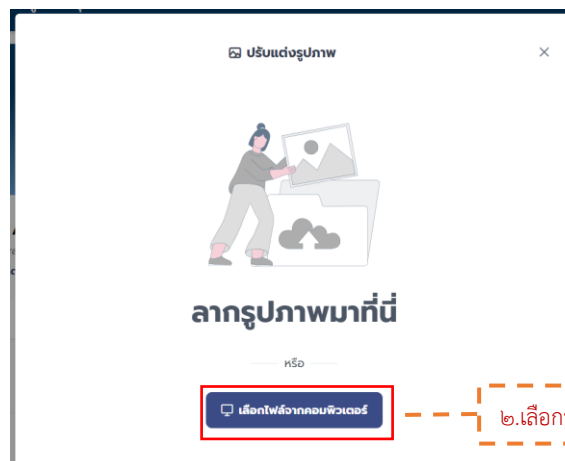 ปรับแต่งรูปภาพ
ลากรูปภาพมาที่นี่
หรือ
เลือกไฟล์จากคอมพิวเตอร์
๒.เลือก